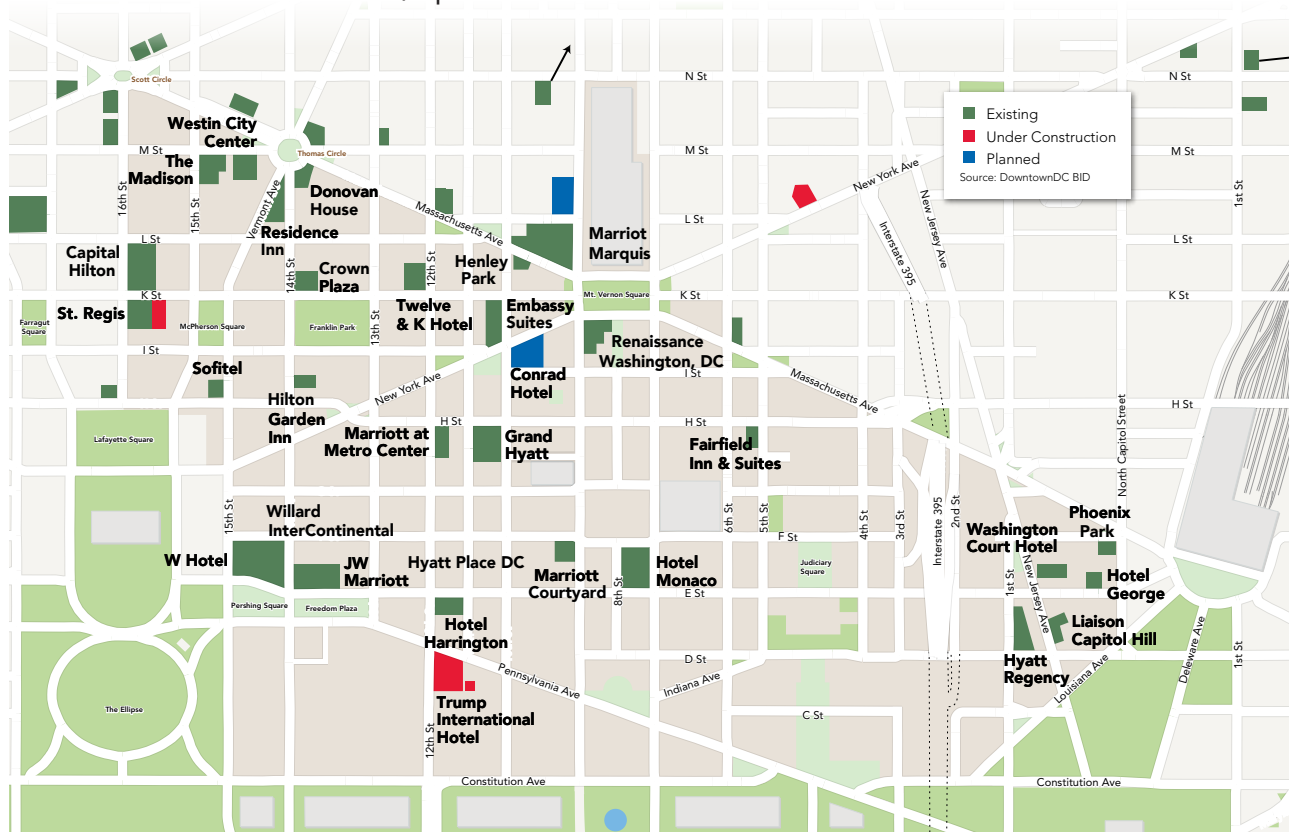 Scott Circle
N St
N St
Existing
Under Construction
Planned
Source: DowntownDC BID
Westin City
Center
M St
Thomas Circle
M St
M St
The
Madison
16th St
15th St
Vermont Ave
Donovan
House
Massachusetts Ave
New York Ave
New Jersey Ave
1st St
L St
L St
L St
Residence
Inn
Marriot
Marquis
Interstate 395
Capital
Hilton
14th St
Crown
Plaza
12th St
Henley
Park
K St
Mt. Vernon Square
K St
K St
St. Regis
Farragut
Square
McPherson Square
Franklin Park
13th St
Twelve
& K Hotel
Embassy
Suites
Renaissance
Washington, DC
I St
I St
Sofitel
New York Ave
Conrad
Hotel
Massachusetts Ave
Hilton
Garden
Inn
H St
H St
H St
Lafayette Square
Marriott at
Metro Center
Grand
Hyatt
Fairfield
Inn & Suites
North Capitol Street
15th St
Willard
InterContinental
6th St
5th St
4th St
3rd St
Interstate 395
2nd St
F St
Washington
Court Hotel
Phoenix
Park
W Hotel
JW
Marriott
Hyatt Place DC
Marriott
Courtyard
8th St
Hotel
Monaco
Judiciary
Square
1st St
New Jersey Ave
Hotel
George
E St
Pershing Square
Freedom Plaza
Hotel
Harrington
Liaison
Capitol Hill
D St
Hyatt
Regency
Louisiana Ave
Deleware Ave
1st St
Pennsylvania Ave
Indiana Ave
The Ellipse
Trump
International
Hotel
12th St
C St
Constitution Ave
Constitution Ave